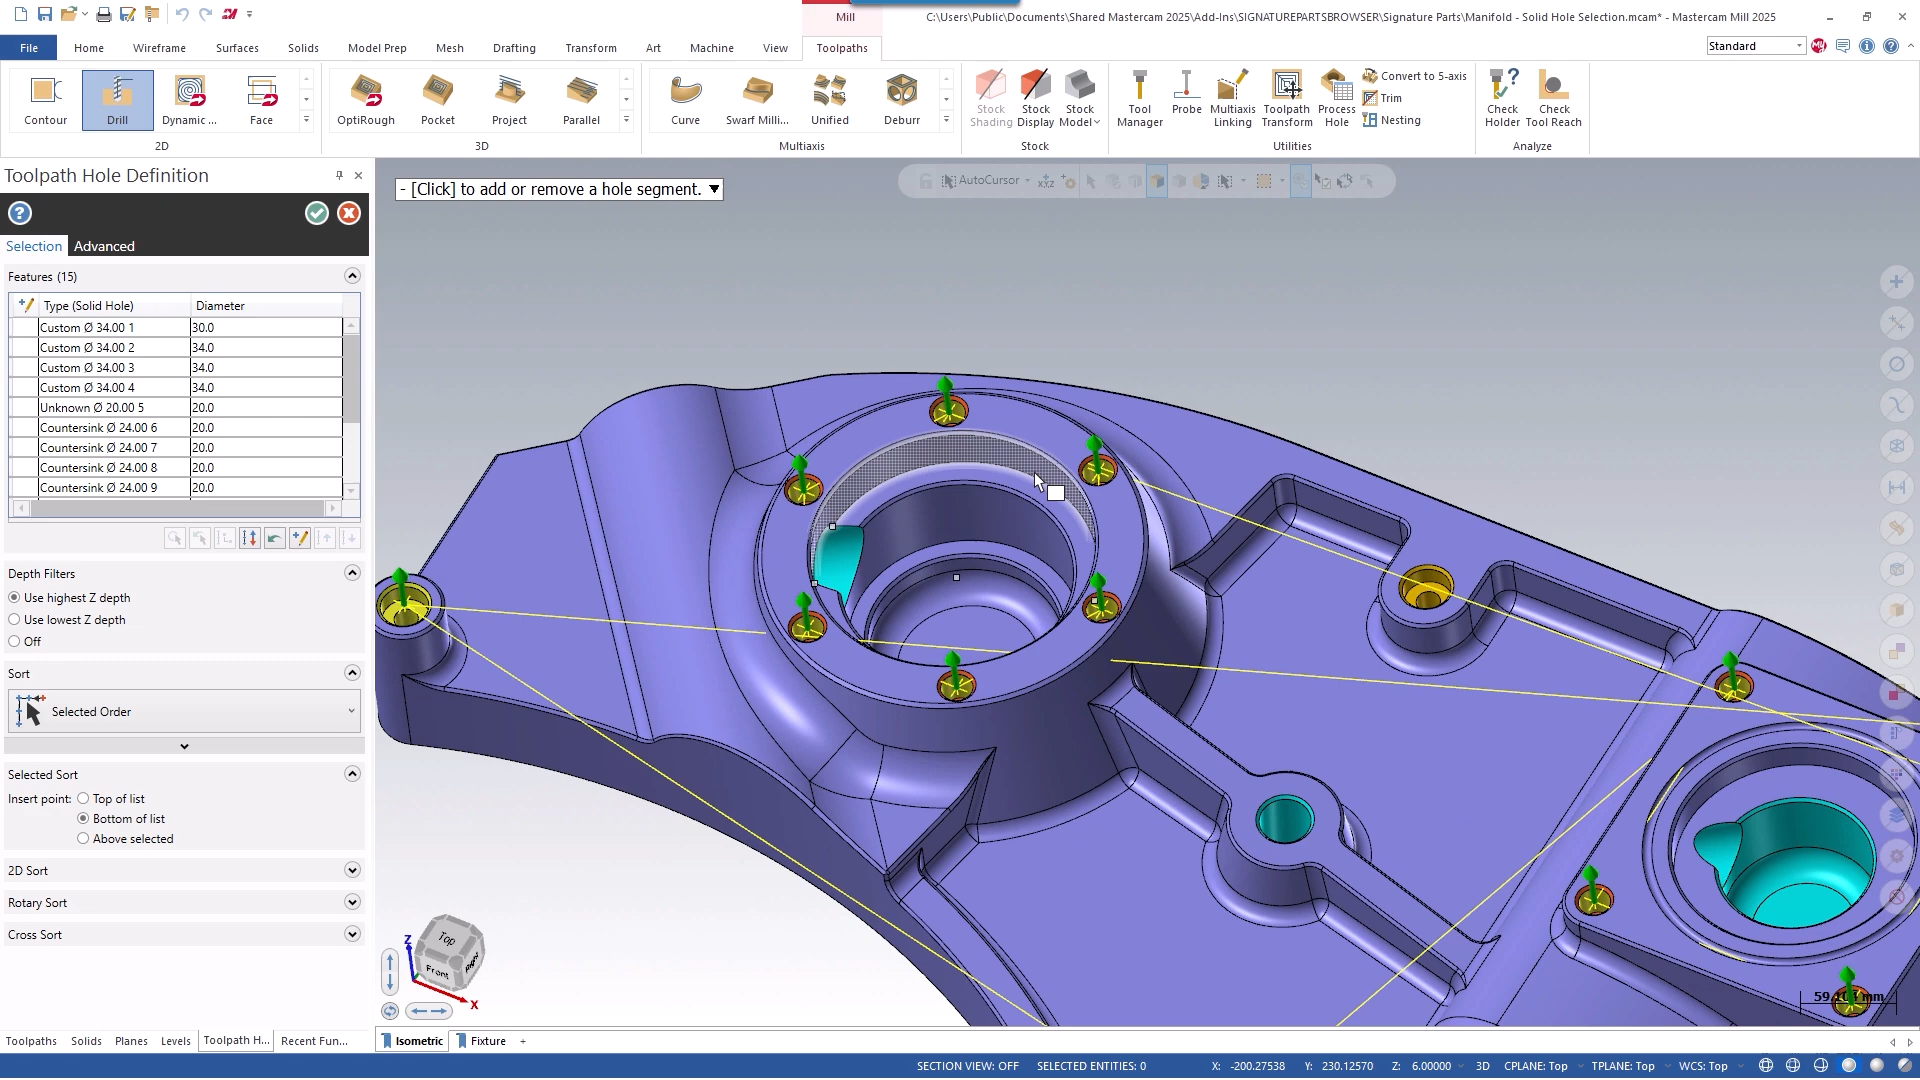 Mill
C:\Users\Public\Documents\Shared Mastercam 2025\Add-Ins\SIGNATUREPARTSBROWSER\Signature Parts\Manifold - Solid Hole Selection.mcam* - Mastercam Mill 2025
File Home Wireframe Surfaces Solids Model Prep Mesh Drafting Transform Art Machine View Toolpaths
Standard
Contour Drill Dynamic ... Face
2D
OptiRough Pocket Project Parallel
3D
Curve Swarf Milli... Unified Deburr
Multiaxis
Stock Shading
Stock Display
Stock Model
Stock
Tool Manager
Probe
Multiaxis Linking
Toolpath Transform
Process Hole
Convert to 5-axis
Trim
Nesting
Utilities
Check Holder
Check Tool Reach
Analyze
Toolpath Hole Definition
- [Click] to add or remove a hole segment.
AutoCursor
Selection Advanced
Features (15)
Type (Solid Hole) Diameter
Custom Ø 34.00 1 30.0
Custom Ø 34.00 2 34.0
Custom Ø 34.00 3 34.0
Custom Ø 34.00 4 34.0
Unknown Ø 20.00 5 20.0
Countersink Ø 24.00 6 20.0
Countersink Ø 24.00 7 20.0
Countersink Ø 24.00 8 20.0
Countersink Ø 24.00 9 20.0
Depth Filters
Use highest Z depth
Use lowest Z depth
Off
Sort
Selected Order
Selected Sort
Insert point: Top of list
Bottom of list
Above selected
2D Sort
Rotary Sort
Cross Sort
Top
Front
Right
Z
X
mm
Toolpaths Solids Planes Levels Toolpath H... Recent Fun...
Isometric Fixture +
SECTION VIEW: OFF SELECTED ENTITIES: 0 X: -200.27538 Y: 230.12570 Z: 6.00000 3D CPLANE: Top TPLANE: Top WCS: Top